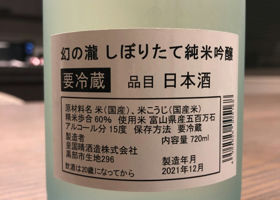 幻の瀧 しぼりたて純米吟醸
要冷蔵 品目 日本酒
原材料名 米(国産)、米こうじ(国産米)
精米歩合60% 使用米 富山県産五百万石
アルコール分 15度 保存方法 要冷蔵
製造者 内容量 720ml
皇国晴酒造株式会社
黒部市生地296 製造年月
飲酒は20歳になってから 2021年12月